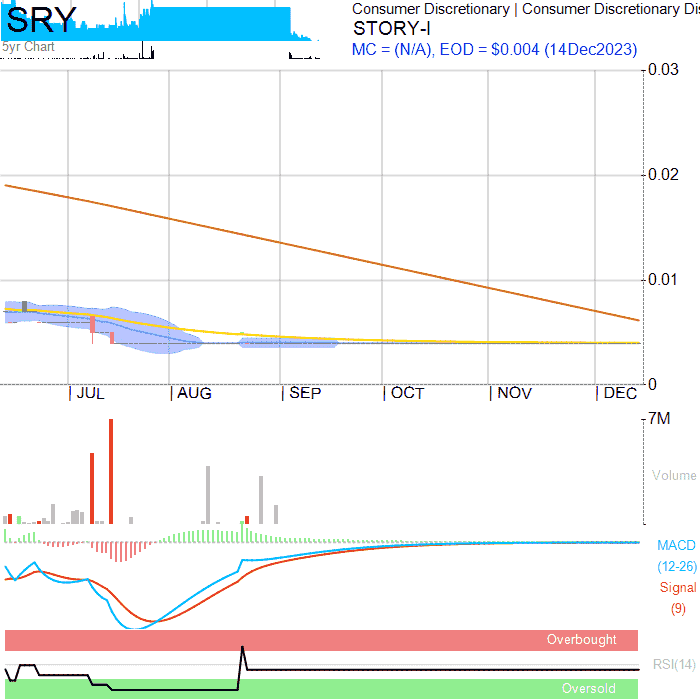 SRY
Consumer Discretionary | Consumer Discretionary Dis
STORY-I
5yr Chart
MC = (N/A), EOD = $0.004 (14Dec2023)
0.03
0.02
0.01
0
| JUL | AUG | SEP | OCT | NOV | DEC
7M
Volume
MACD
(12-26)
Signal
(9)
Overbought
RSI(14)
Oversold